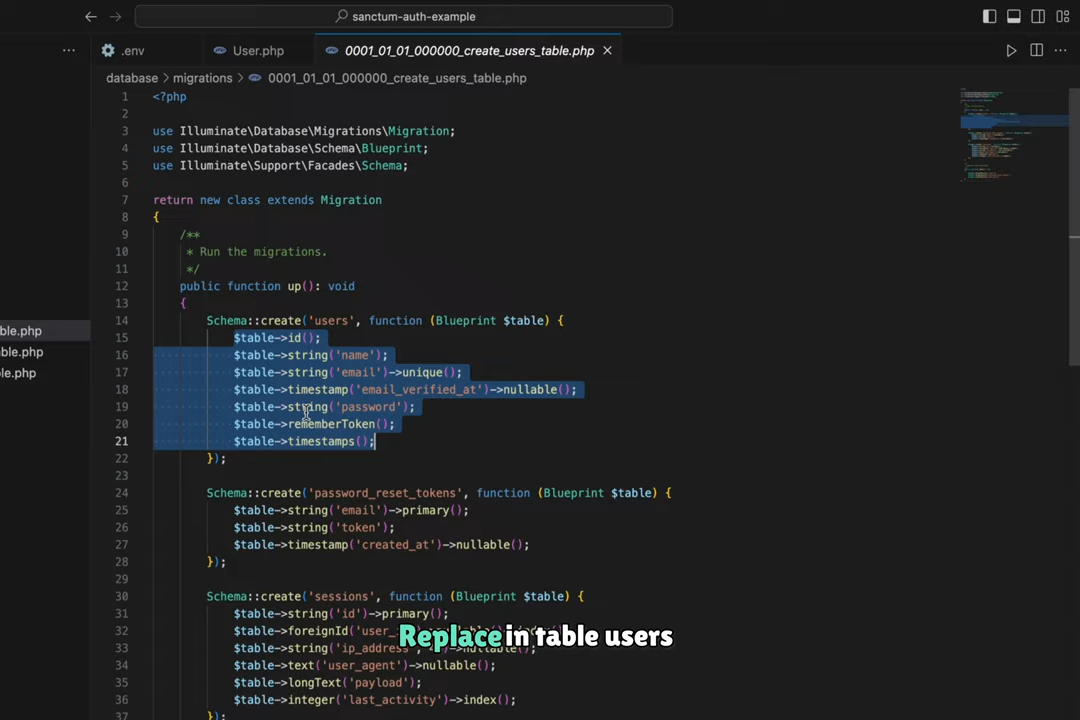 sanctum-auth-example
.env
User.php
0001_01_01_000000_create_users_table.php
database > migrations > 0001_01_01_000000_create_users_table.php
ble.php
able.php
ce.php
1 <?php
2
3 use Illuminate\Database\Migrations\Migration;
4 use Illuminate\Database\Schema\Blueprint;
5 use Illuminate\Support\Facades\Schema;
6
7 return new class extends Migration
8 {
9 /**
10 * Run the migrations.
11 */
12 public function up(): void
13 {
14 Schema::create('users', function (Blueprint $table) {
15 $table->id();
16 $table->string('name');
17 $table->string('email')->unique();
18 $table->timestamp('email_verified_at')->nullable();
19 $table->string('password');
20 $table->rememberToken();
21 $table->timestamps();
22 });
23
24 Schema::create('password_reset_tokens', function (Blueprint $table) {
25 $table->string('email')->primary();
26 $table->string('token');
27 $table->timestamp('created_at')->nullable();
28 });
29
30 Schema::create('sessions', function (Blueprint $table) {
31 $table->string('id')->primary();
32 $table->foreignId('user_
33 $table->string('ip_address',
34 $table->text('user_agent')->nullable();
35 $table->longText('payload');
36 $table->integer('last_activity')->index();
37 });
Replace in table users